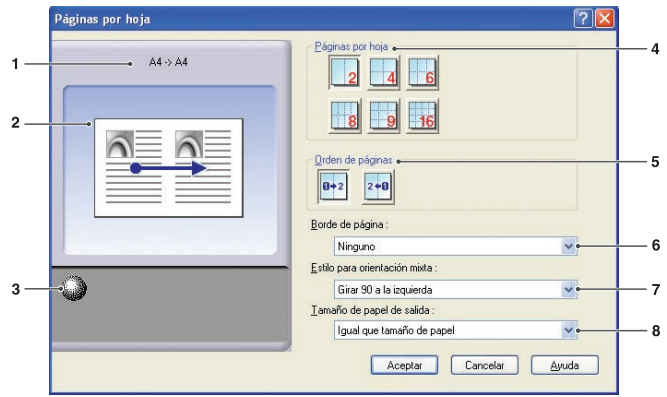 Páginas por hoja
1
A4 -> A4
2
3
Páginas por hoja
4
2
4
6
8
9
16
Orden de páginas
5
1 2
2 1
Borde de página :
Ninguno
6
Estilo para orientación mixta :
Girar 90 a la izquierda
7
Tamaño de papel de salida :
Igual que tamaño de papel
8
Aceptar
Cancelar
Ayuda